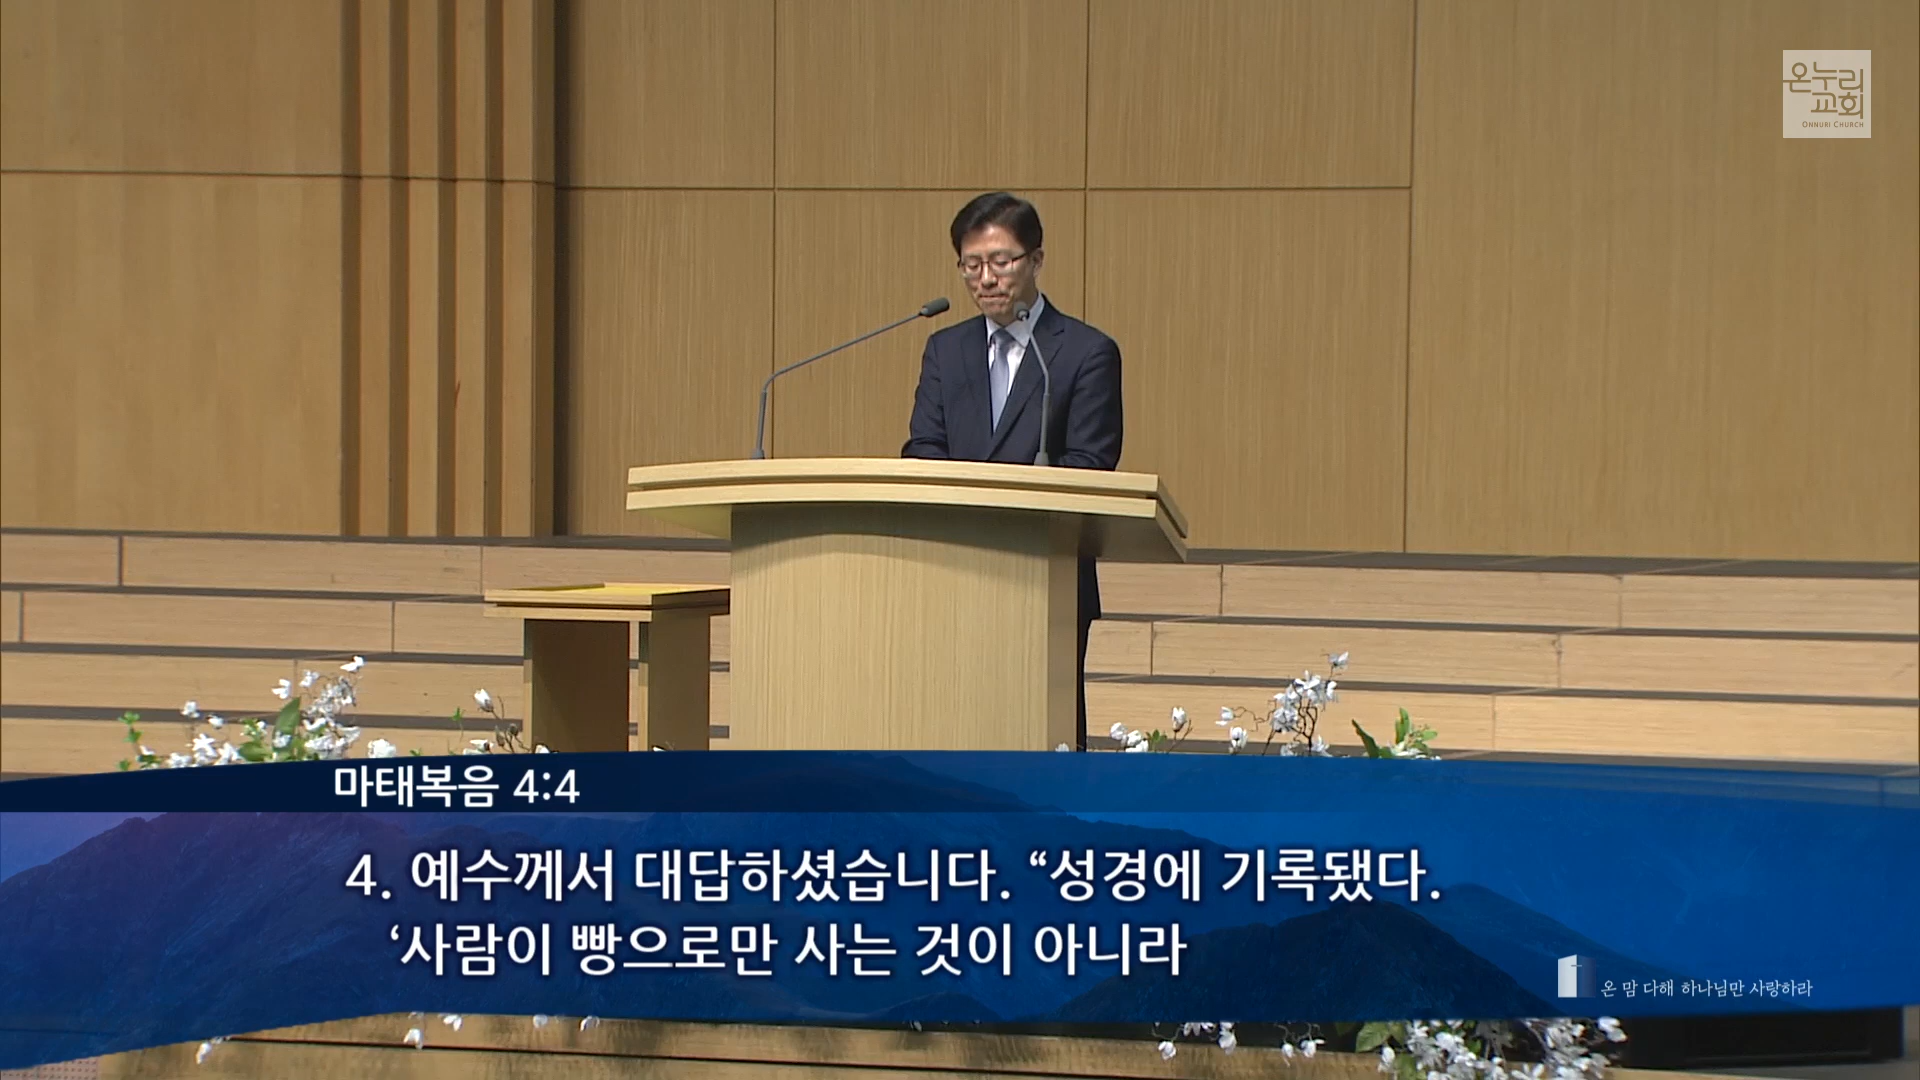 온누리
교회
ONNURI CHURCH
마태복음 4:4
4. 예수께서 대답하셨습니다. “성경에 기록됐다.
‘사람이 빵으로만 사는 것이 아니라
온 맘 다해 하나님만 사랑하라